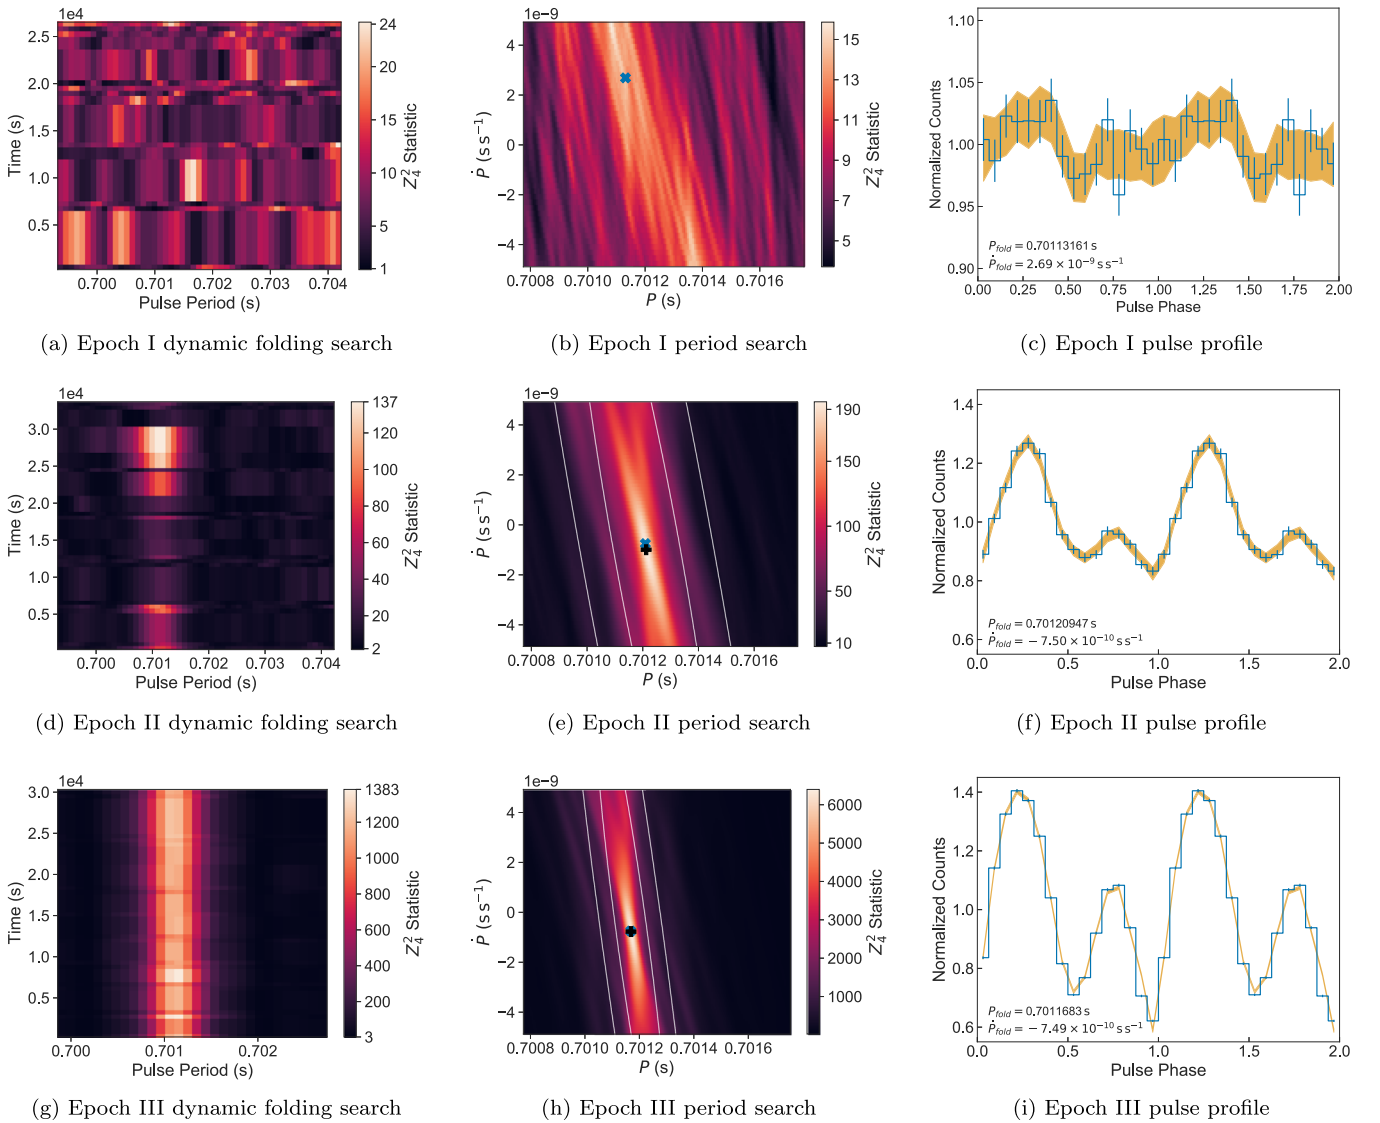 1e4
2.5
2.0
1.5
1.0
0.5
Time (s)
0.700 0.701 0.702 0.703 0.704
Pulse Period (s)
24
20
15
10
5
1
Z₄² Statistic
(a) Epoch I dynamic folding search
1e−9
4
2
0
−2
−4
Ṗ (s s⁻¹)
0.7008 0.7010 0.7012 0.7014 0.7016
P (s)
15
13
11
9
7
5
Z₄² Statistic
(b) Epoch I period search
1.10
1.05
1.00
0.95
0.90
Normalized Counts
P_fold = 0.70113161 s
Ṗ_fold = 2.69 × 10⁻⁹ s s⁻¹
0.00 0.25 0.50 0.75 1.00 1.25 1.50 1.75 2.00
Pulse Phase
(c) Epoch I pulse profile
1e4
3.0
2.5
2.0
1.5
1.0
0.5
Time (s)
0.700 0.701 0.702 0.703 0.704
Pulse Period (s)
137
120
100
80
60
40
20
2
Z₄² Statistic
(d) Epoch II dynamic folding search
1e−9
4
2
0
−2
−4
Ṗ (s s⁻¹)
0.7008 0.7010 0.7012 0.7014 0.7016
P (s)
190
150
100
50
10
Z₄² Statistic
(e) Epoch II period search
1.4
1.2
1.0
0.8
0.6
Normalized Counts
P_fold = 0.70120947 s
Ṗ_fold = − 7.50 × 10⁻¹⁰ s s⁻¹
0.0 0.5 1.0 1.5 2.0
Pulse Phase
(f) Epoch II pulse profile
1e4
3.0
2.5
2.0
1.5
1.0
0.5
Time (s)
0.700 0.701 0.702
Pulse Period (s)
1383
1200
1000
800
600
400
200
3
Z₄² Statistic
(g) Epoch III dynamic folding search
1e−9
4
2
0
−2
−4
Ṗ (s s⁻¹)
0.7008 0.7010 0.7012 0.7014 0.7016
P (s)
6000
5000
4000
3000
2000
1000
Z₄² Statistic
(h) Epoch III period search
1.4
1.2
1.0
0.8
0.6
Normalized Counts
P_fold = 0.7011683 s
Ṗ_fold = − 7.49 × 10⁻¹⁰ s s⁻¹
0.0 0.5 1.0 1.5 2.0
Pulse Phase
(i) Epoch III pulse profile